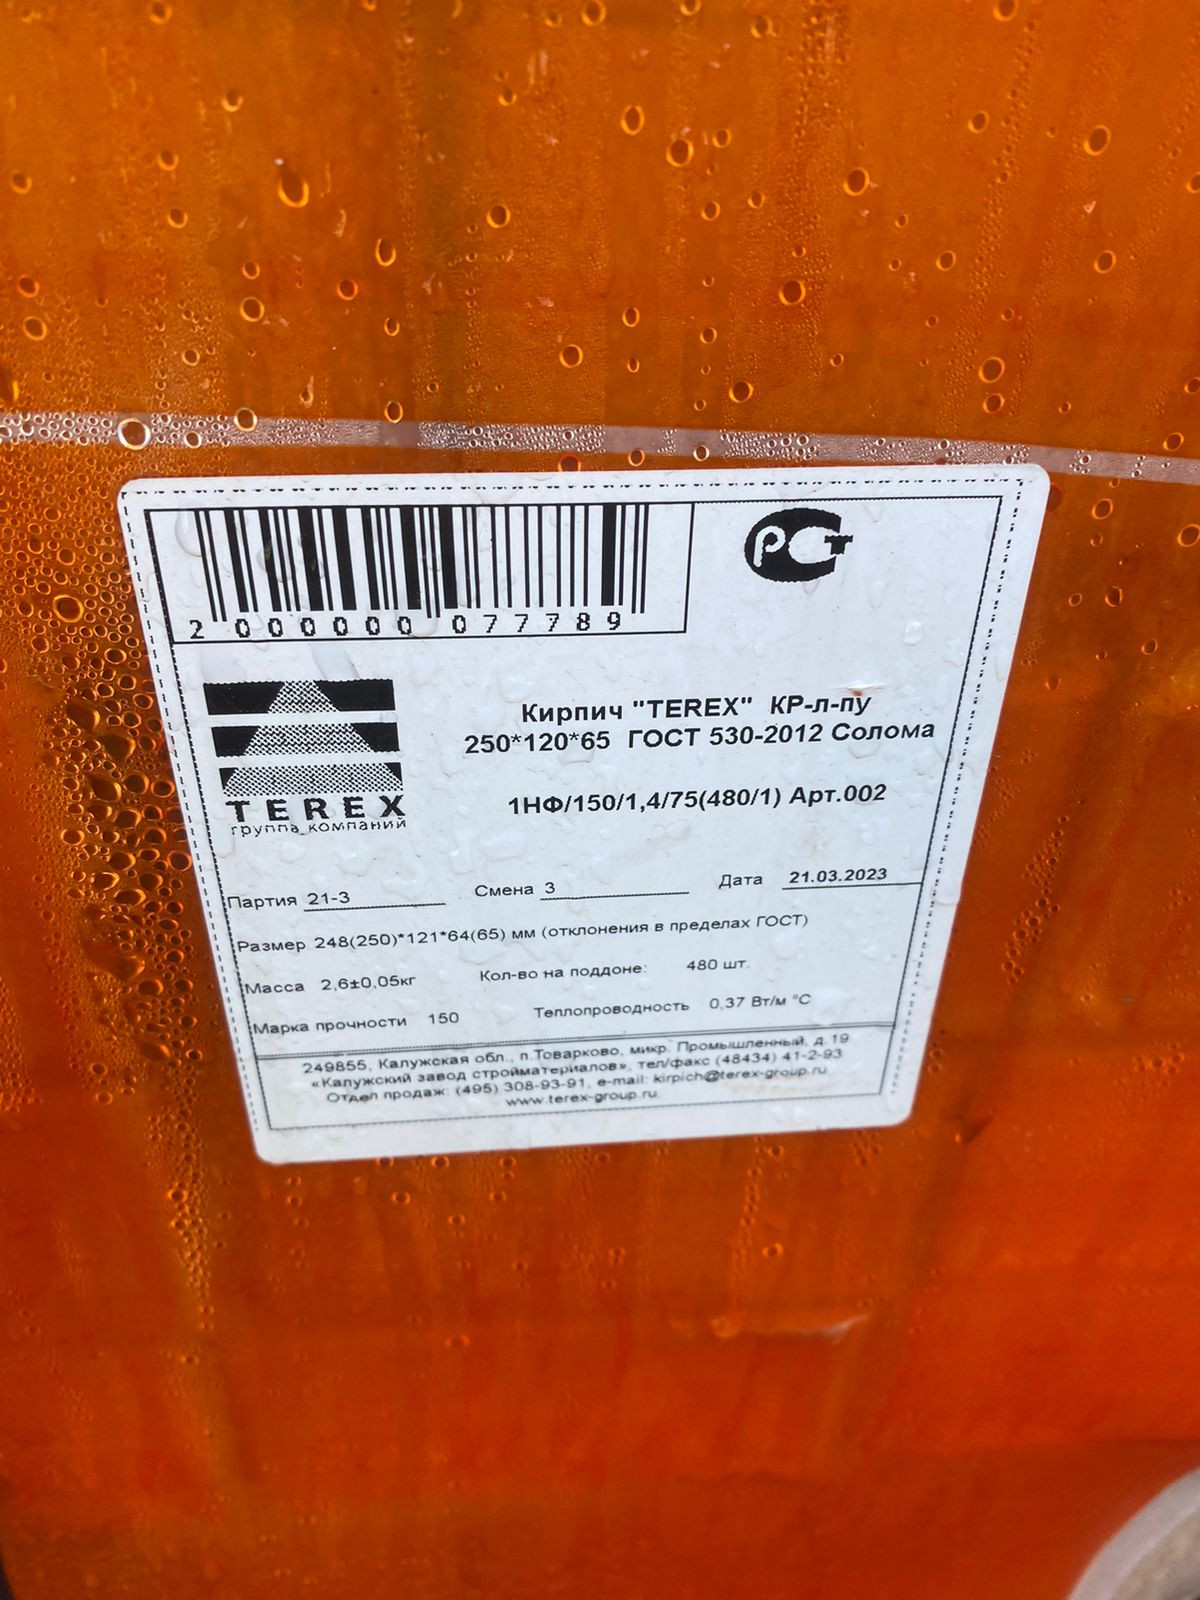 2 000000 077789
РСТ
Кирпич "TEREX" КР-л-пу
250*120*65 ГОСТ 530-2012 Солома
1НФ/150/1,4/75(480/1) Арт.002
TEREX
группа компаний
Партия 21-3 Смена 3 Дата 21.03.2023
Размер 248(250)*121*64(65) мм (отклонения в пределах ГОСТ)
Масса 2,6±0,05кг Кол-во на поддоне: 480 шт.
Марка прочности 150 Теплопроводность 0,37 Вт/м °С
249855, Калужская обл., п.Товарково, микр. Промышленный, д.19
«Калужский завод стройматериалов», тел/факс (48434) 41-2-93
Отдел продаж: (495) 308-93-91, e-mail: kirpich@terex-group.ru
www.terex-group.ru